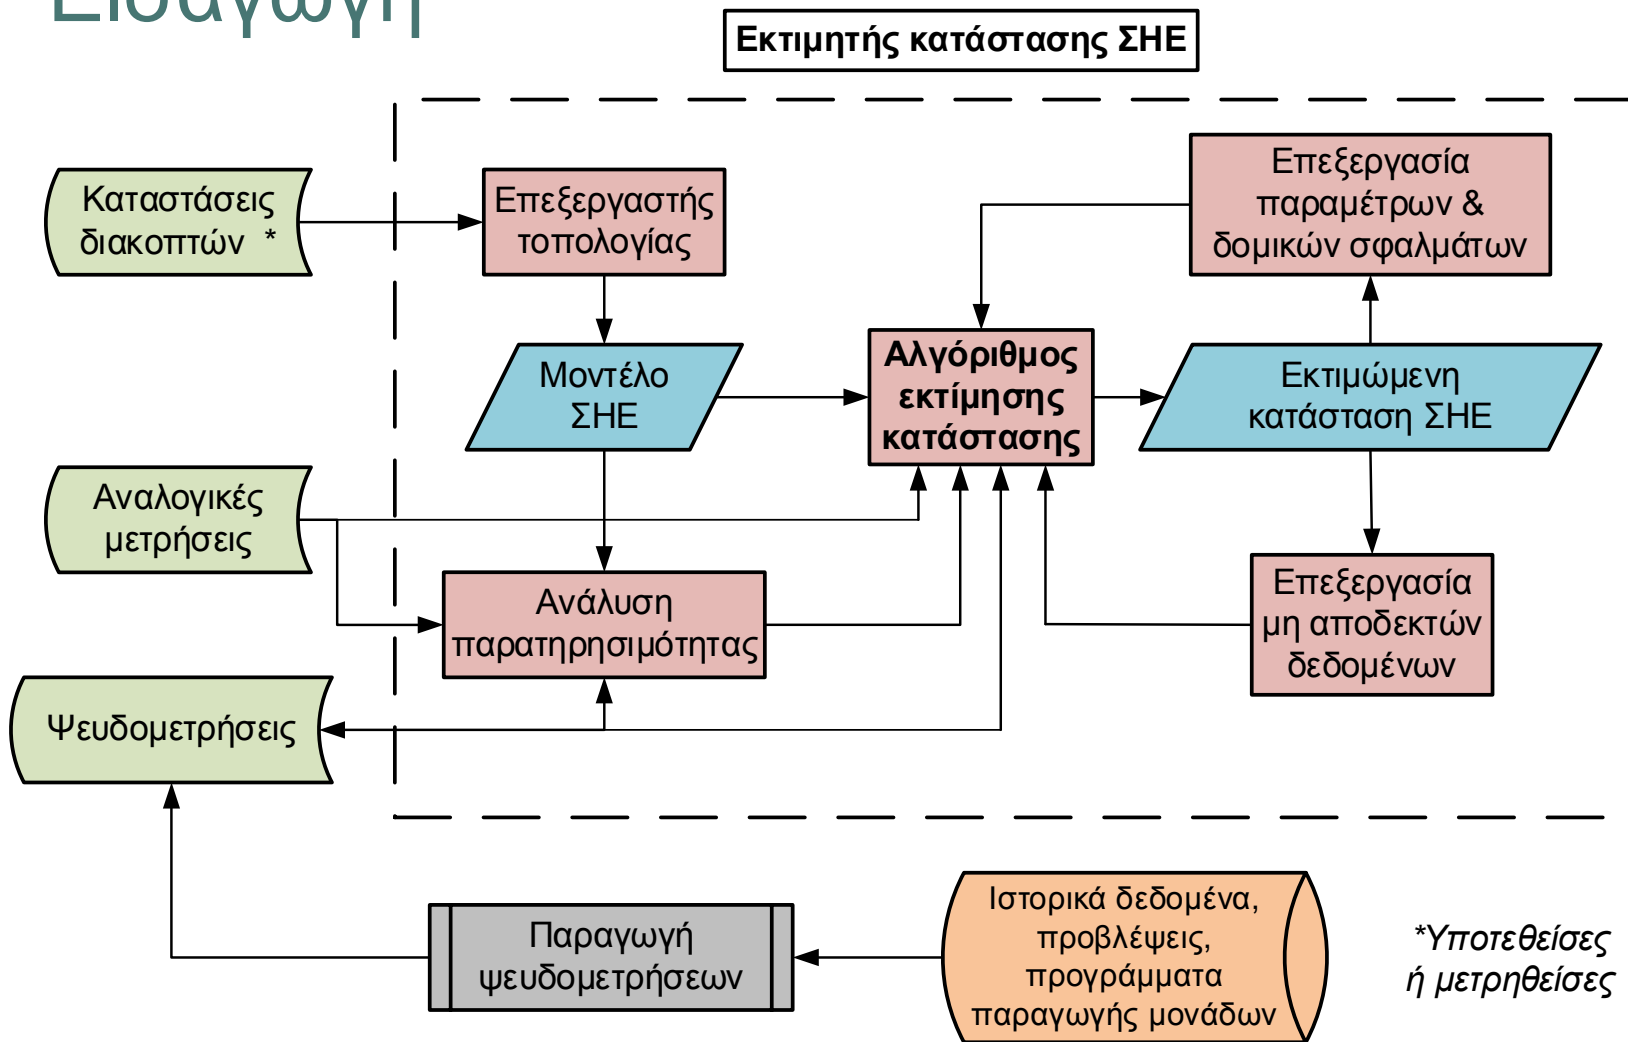 Εισαγωγή
Εκτιμητής κατάστασης ΣΗΕ
Καταστάσεις
διακοπτών *
Επεξεργαστής
τοπολογίας
Επεξεργασία
παραμέτρων &
δομικών σφαλμάτων
Μοντέλο
ΣΗΕ
Αλγόριθμος
εκτίμησης
κατάστασης
Εκτιμώμενη
κατάσταση ΣΗΕ
Αναλογικές
μετρήσεις
Ανάλυση
παρατηρησιμότητας
Επεξεργασία
μη αποδεκτών
δεδομένων
Ψευδομετρήσεις
Παραγωγή
ψευδομετρήσεων
Ιστορικά δεδομένα,
προβλέψεις,
προγράμματα
παραγωγής μονάδων
*Υποτεθείσες
ή μετρηθείσες